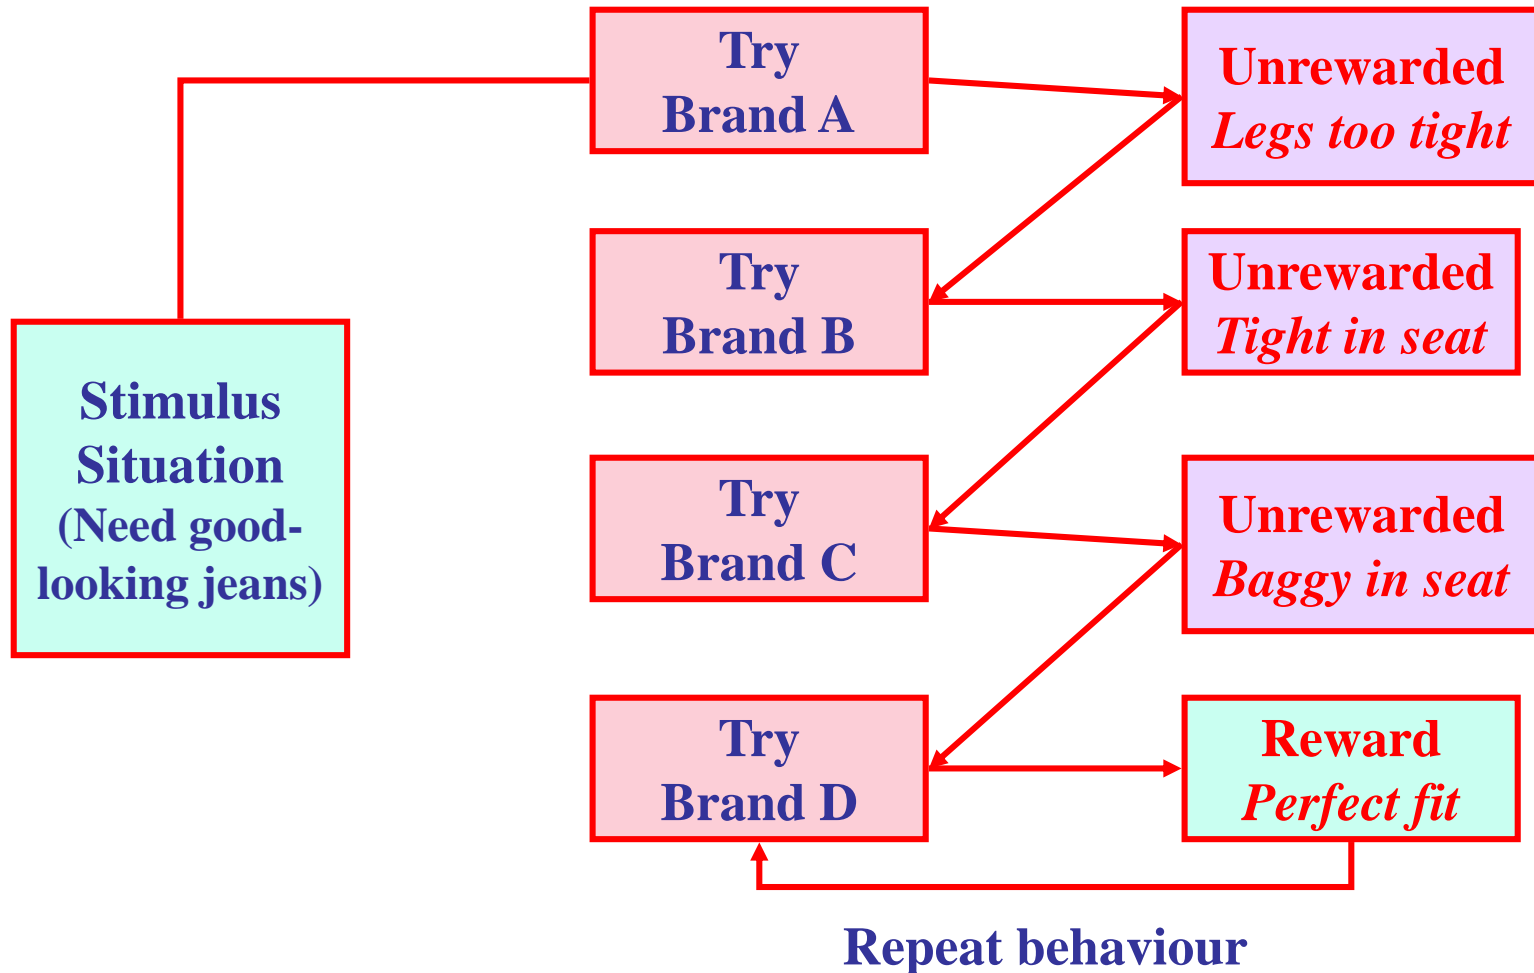 Try
Brand A
Unrewarded
Legs too tight
Try
Brand B
Unrewarded
Tight in seat
Stimulus
Situation
(Need good-
looking jeans)
Try
Brand C
Unrewarded
Baggy in seat
Try
Brand D
Reward
Perfect fit
Repeat behaviour